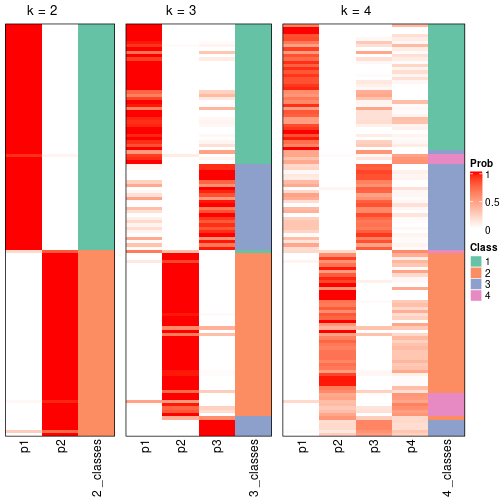 k = 2
k = 3
k = 4
Prob
1
0.5
0
Class
1
2
3
4
p1
p2
2_classes
p1
p2
p3
3_classes
p1
p2
p3
p4
4_classes